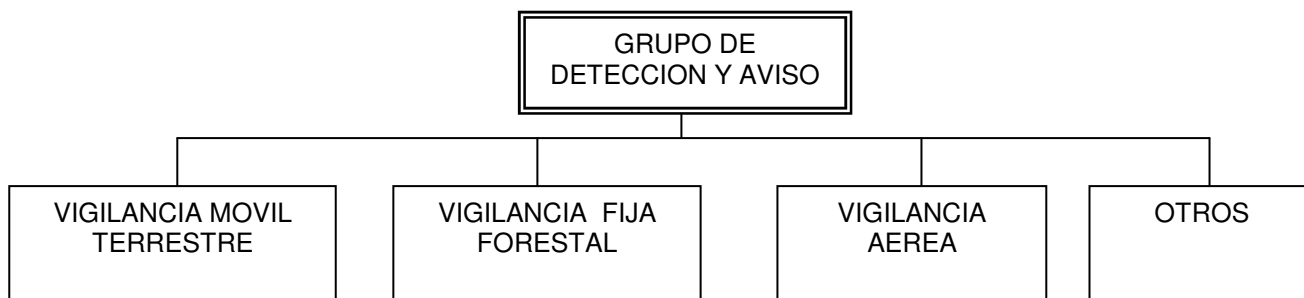 GRUPO DE
DETECCION Y AVISO
VIGILANCIA MOVIL
TERRESTRE
VIGILANCIA FIJA
FORESTAL
VIGILANCIA
AEREA
OTROS